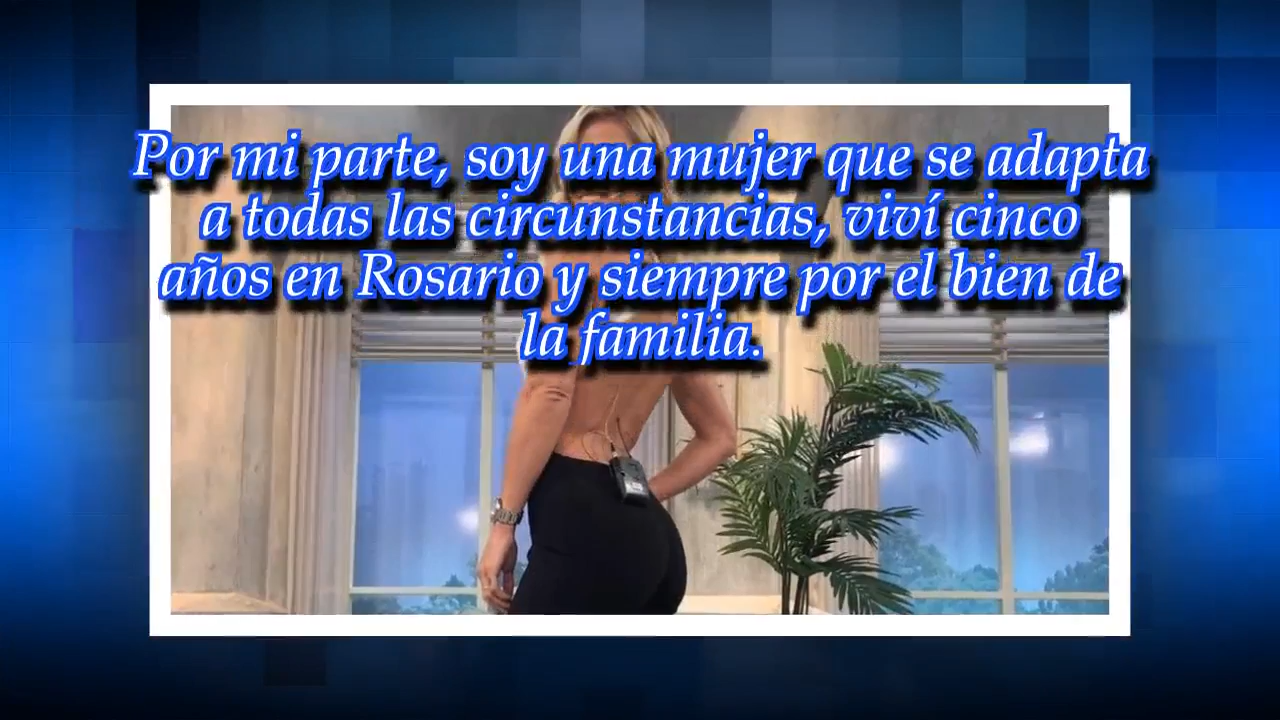 Por mi parte, soy una mujer que se adapta
a todas las circunstancias, viví cinco
años en Rosario y siempre por el bien de
la familia.